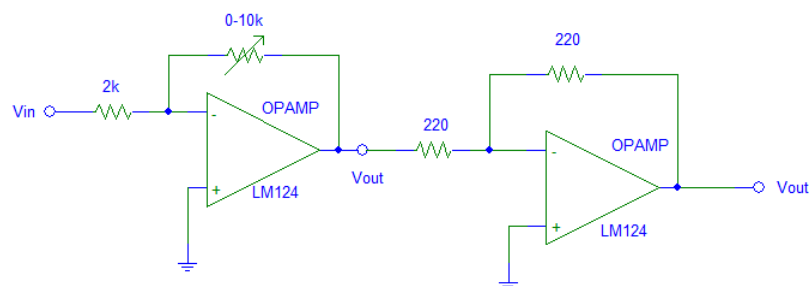 0-10k
2k
Vin
-
OPAMP
+
LM124
Vout
220
220
-
OPAMP
+
LM124
Vout